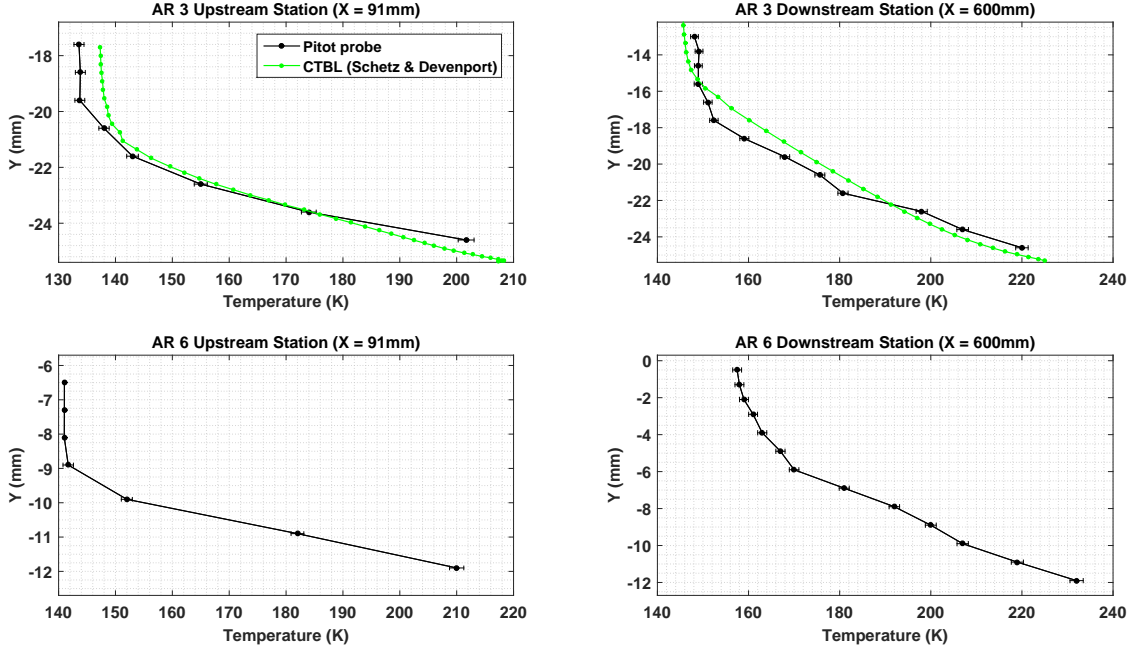 AR 3 Upstream Station (X = 91mm)
Pitot probe
CTBL (Schetz & Devenport)
-18
-20
-22
-24
Y (mm)
130 140 150 160 170 180 190 200 210
Temperature (K)
AR 3 Downstream Station (X = 600mm)
-14
-16
-18
-20
-22
-24
-26
Y (mm)
140 160 180 200 220 240
Temperature (K)
AR 6 Upstream Station (X = 91mm)
-6
-7
-8
-9
-10
-11
-12
Y (mm)
140 150 160 170 180 190 200 210 220
Temperature (K)
AR 6 Downstream Station (X = 600mm)
0
-2
-4
-6
-8
-10
-12
Y (mm)
140 160 180 200 220 240
Temperature (K)